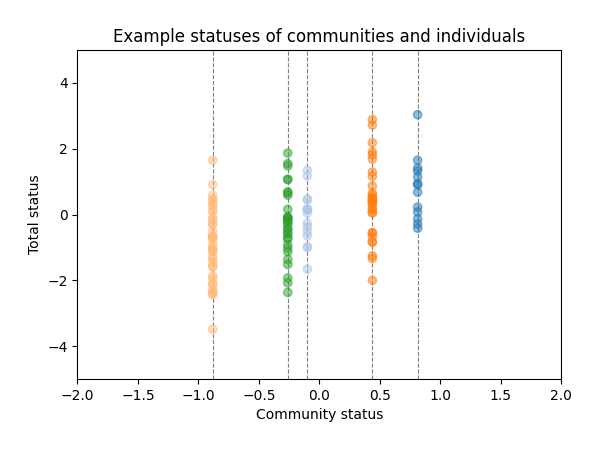 Example statuses of communities and individuals
Total status
4
2
0
−2
−4
−2.0 −1.5 −1.0 −0.5 0.0 0.5 1.0 1.5 2.0
Community status